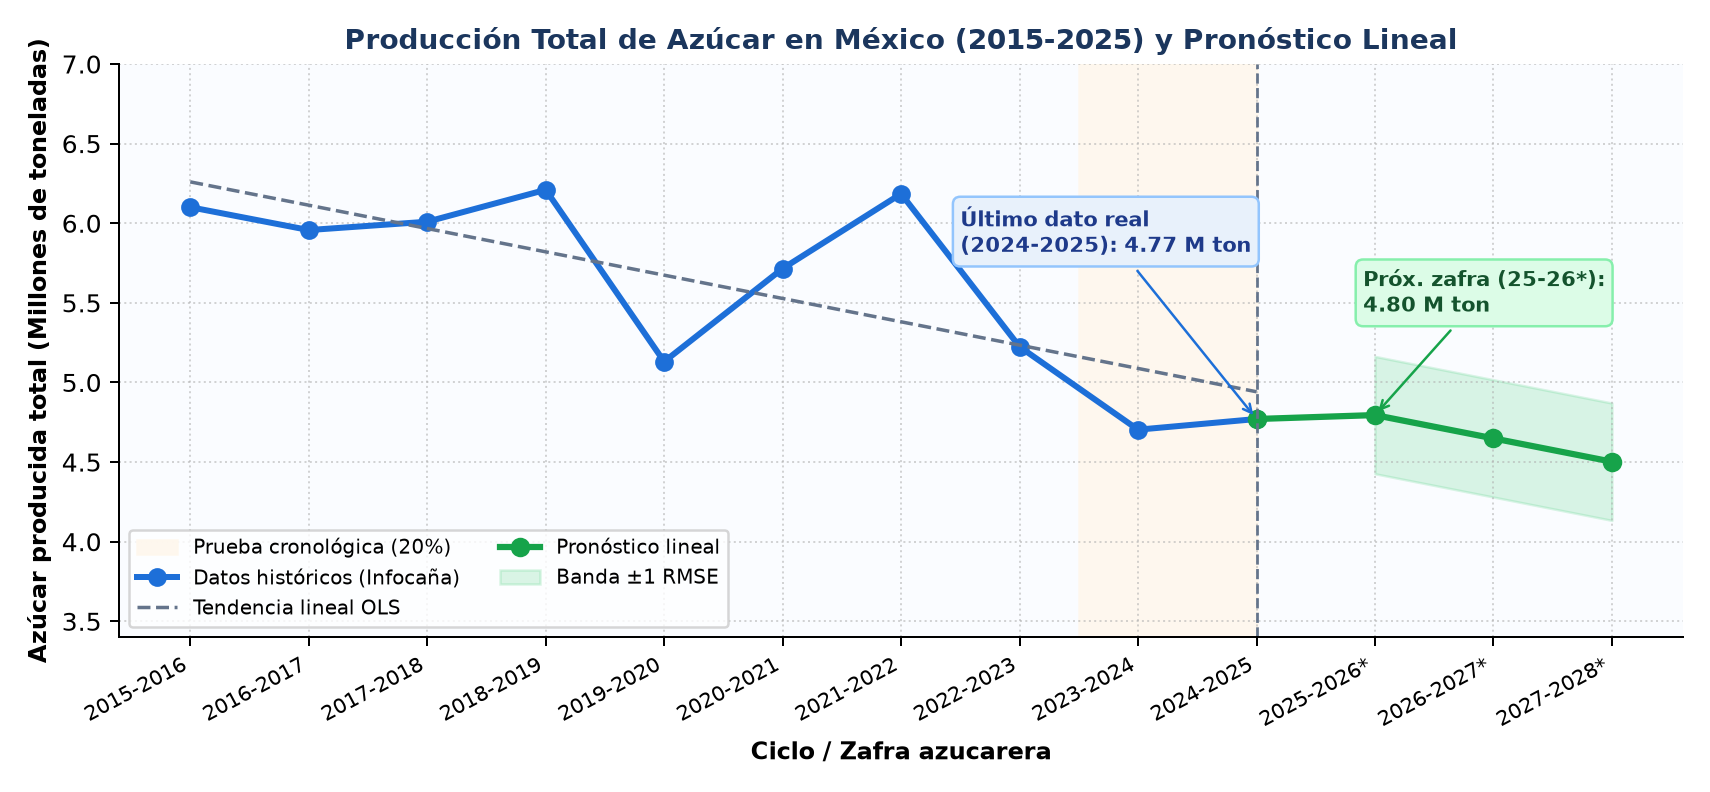 Producción Total de Azúcar en México (2015-2025) y Pronóstico Lineal
Azúcar producida total (Millones de toneladas)
7.0
6.5
6.0
5.5
5.0
4.5
4.0
3.5
Último dato real
(2024-2025): 4.77 M ton
Próx. zafra (25-26*):
4.80 M ton
Prueba cronológica (20%)
Datos históricos (Infocaña)
Tendencia lineal OLS
Pronóstico lineal
Banda ±1 RMSE
2015-2016
2016-2017
2017-2018
2018-2019
2019-2020
2020-2021
2021-2022
2022-2023
2023-2024
2024-2025
2025-2026*
2026-2027*
2027-2028*
Ciclo / Zafra azucarera